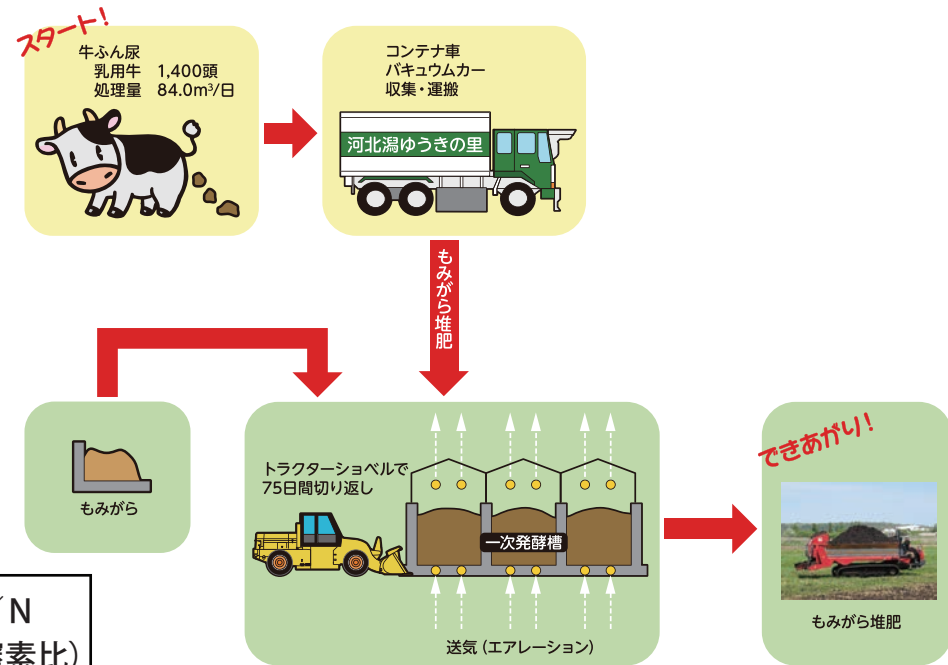 スタート！
牛ふん尿
乳用牛 1,400頭
処理量 84.0m³/日
コンテナ車
バキュウムカー
収集・運搬
河北潟ゆうきの里
もみがら堆肥
もみがら
トラクターショベルで
75日間切り返し
一次発酵槽
送気（エアレーション）
できあがり！
もみがら堆肥
N
素比）